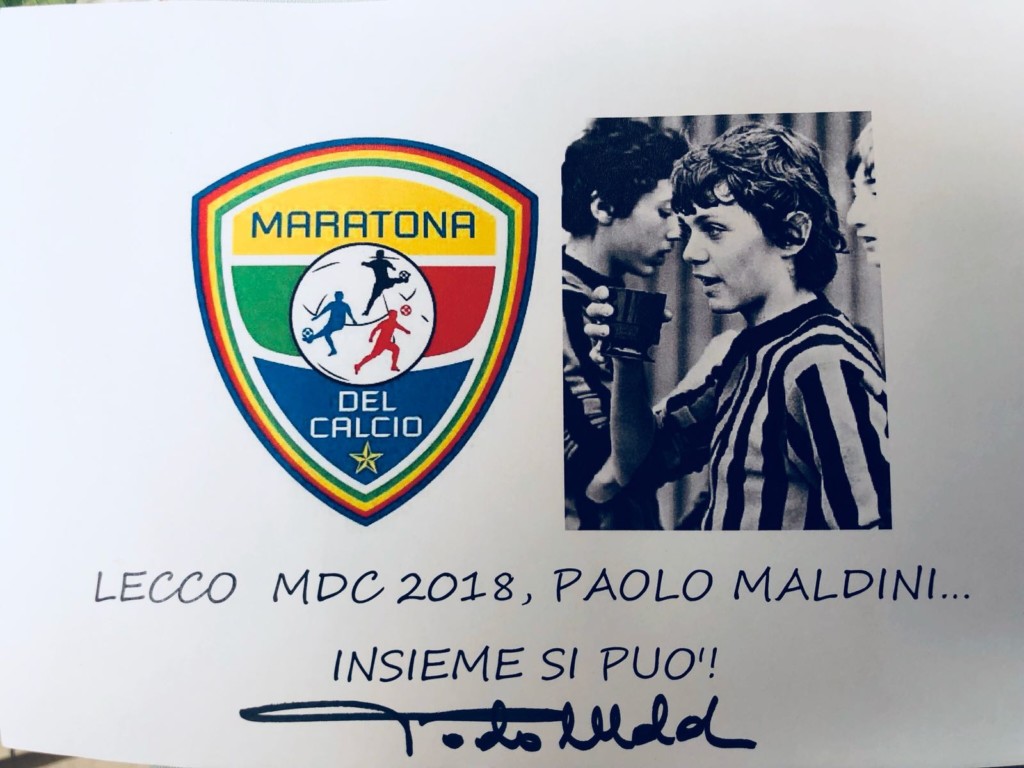 MARATONA
DEL
CALCIO
LECCO MDC 2018, PAOLO MALDINI...
INSIEME SI PUO'!